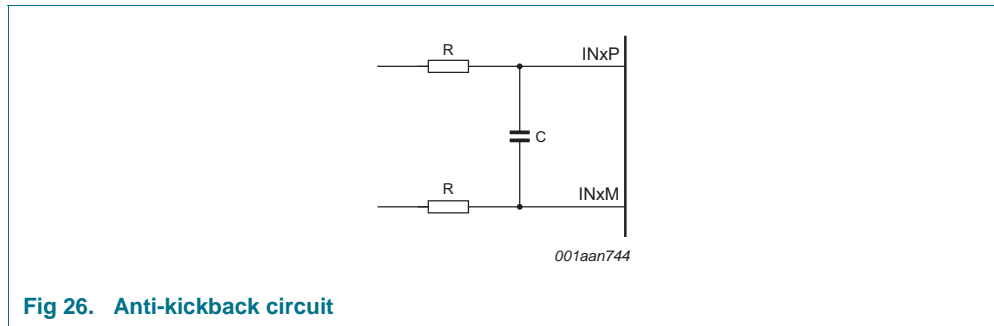 R
INxP
C
R
INxM
001aan744
Fig 26. Anti-kickback circuit